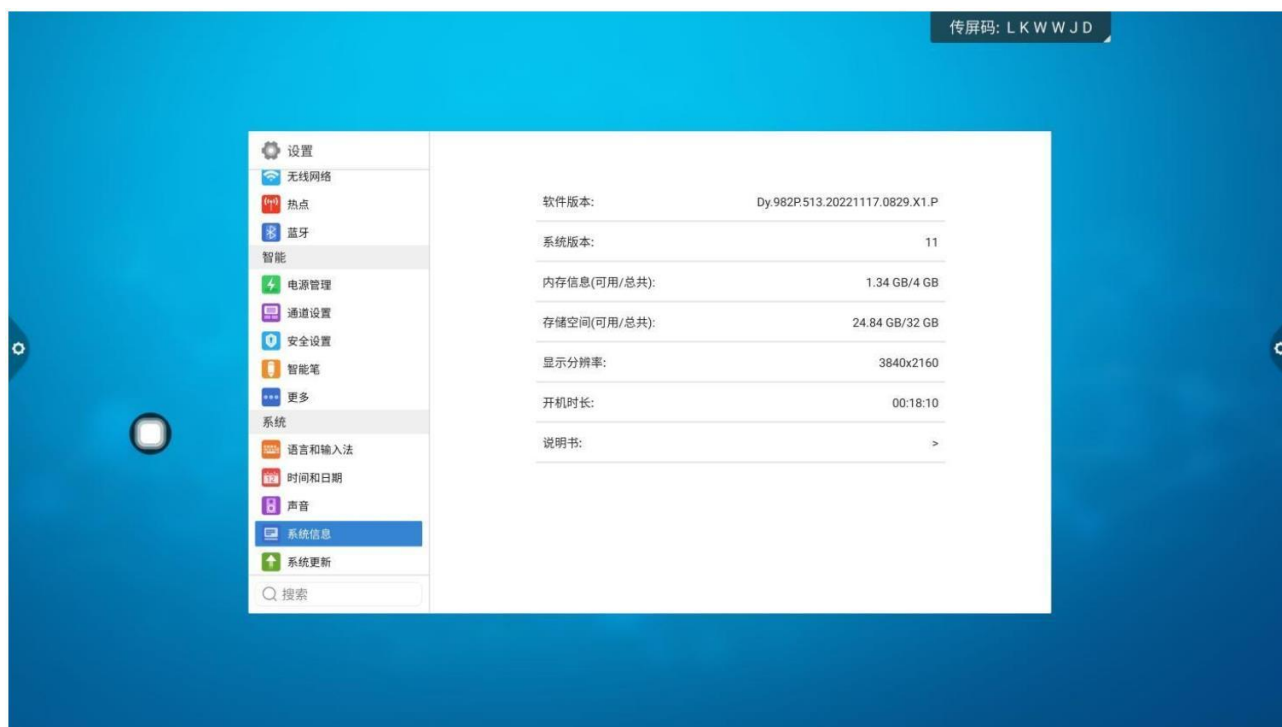 传屏码: L K W W J D
设置
无线网络
热点
蓝牙
智能
电源管理
通道设置
安全设置
智能笔
更多
系统
语言和输入法
时间和日期
声音
系统信息
系统更新
搜索
软件版本: Dy.982P.513.20221117.0829.X1.P
系统版本: 11
内存信息(可用/总共): 1.34 GB/4 GB
存储空间(可用/总共): 24.84 GB/32 GB
显示分辨率: 3840x2160
开机时长: 00:18:10
说明书: >